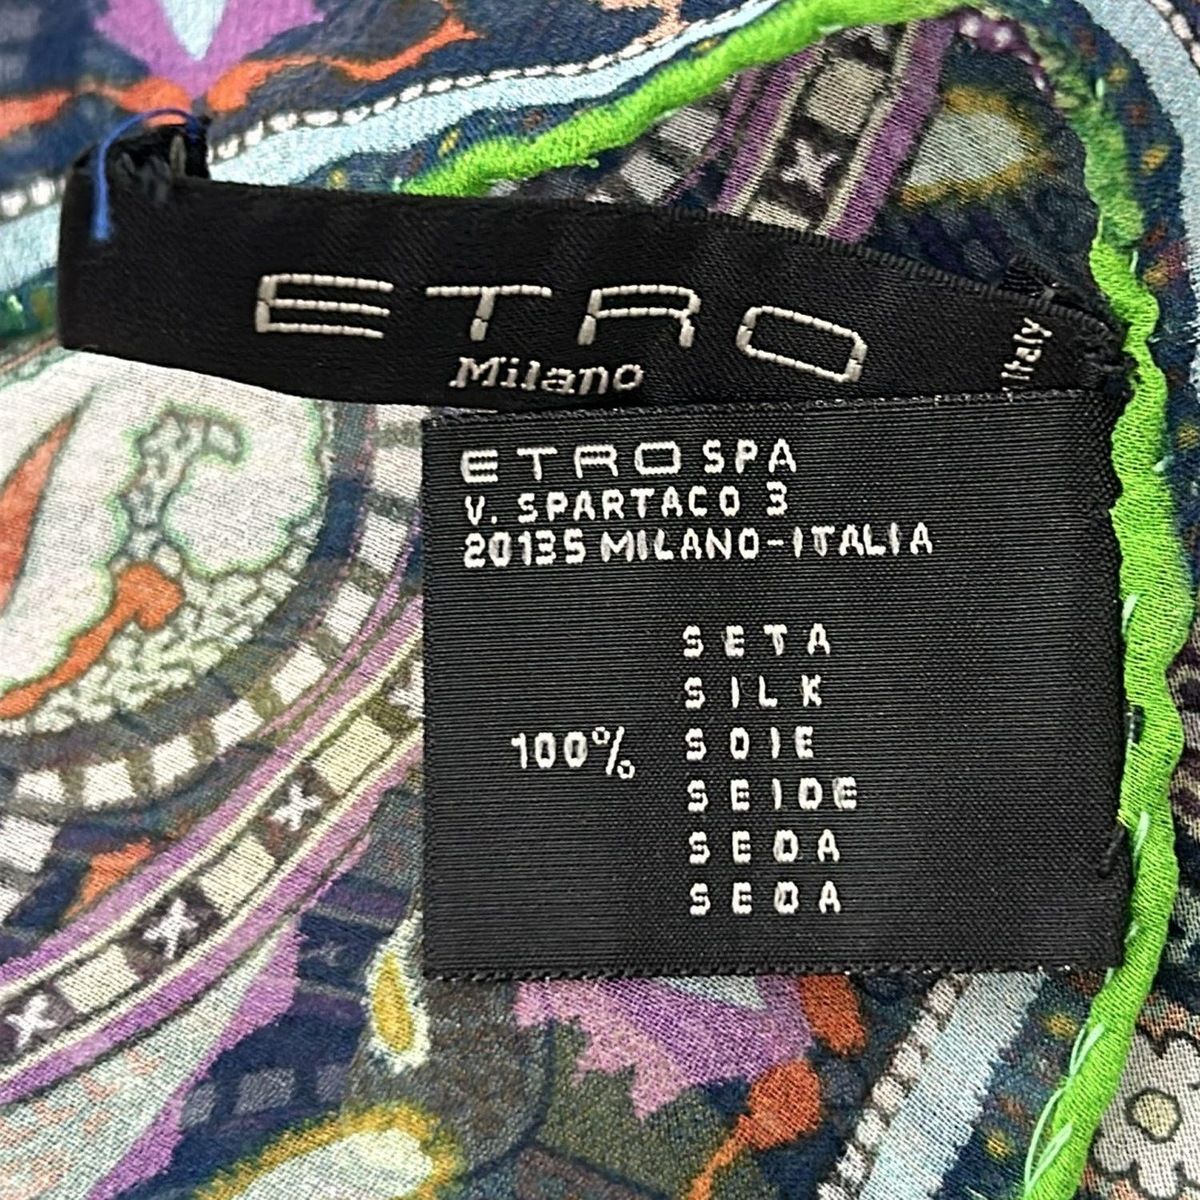 ETRO
Milano
Italy
ETRO SPA
V. SPARTACO 3
20135 MILANO-ITALIA
SETA
SILK
100% SOIE
SEIDE
SEDA
SEDA